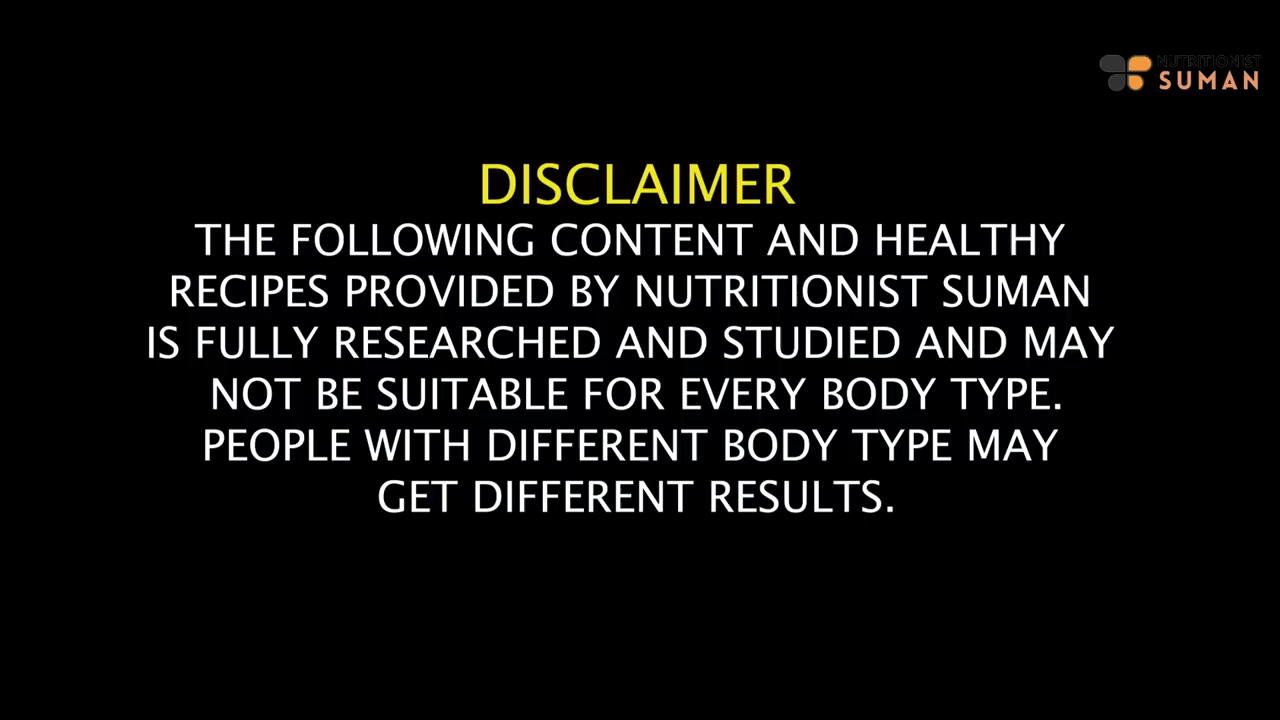 NUTRITIONIST
SUMAN
DISCLAIMER
THE FOLLOWING CONTENT AND HEALTHY
RECIPES PROVIDED BY NUTRITIONIST SUMAN
IS FULLY RESEARCHED AND STUDIED AND MAY
NOT BE SUITABLE FOR EVERY BODY TYPE.
PEOPLE WITH DIFFERENT BODY TYPE MAY
GET DIFFERENT RESULTS.